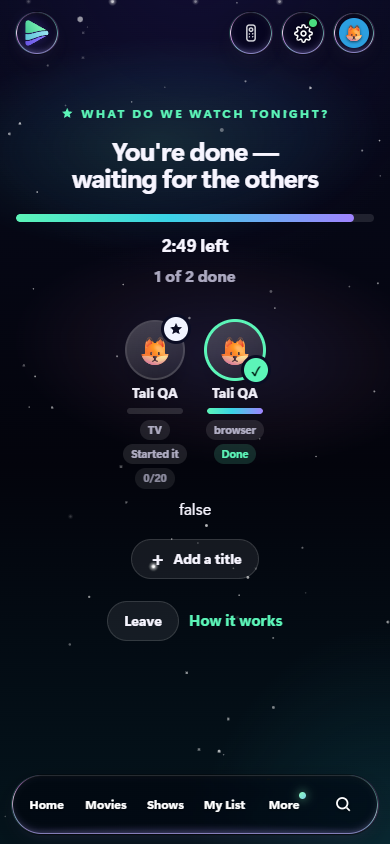 ★ WHAT DO WE WATCH TONIGHT?
You're done —
waiting for the others
2:49 left
1 of 2 done
Tali QA Tali QA
TV browser
Started it Done
0/20
false
+ Add a title
Leave How it works
Home Movies Shows My List More